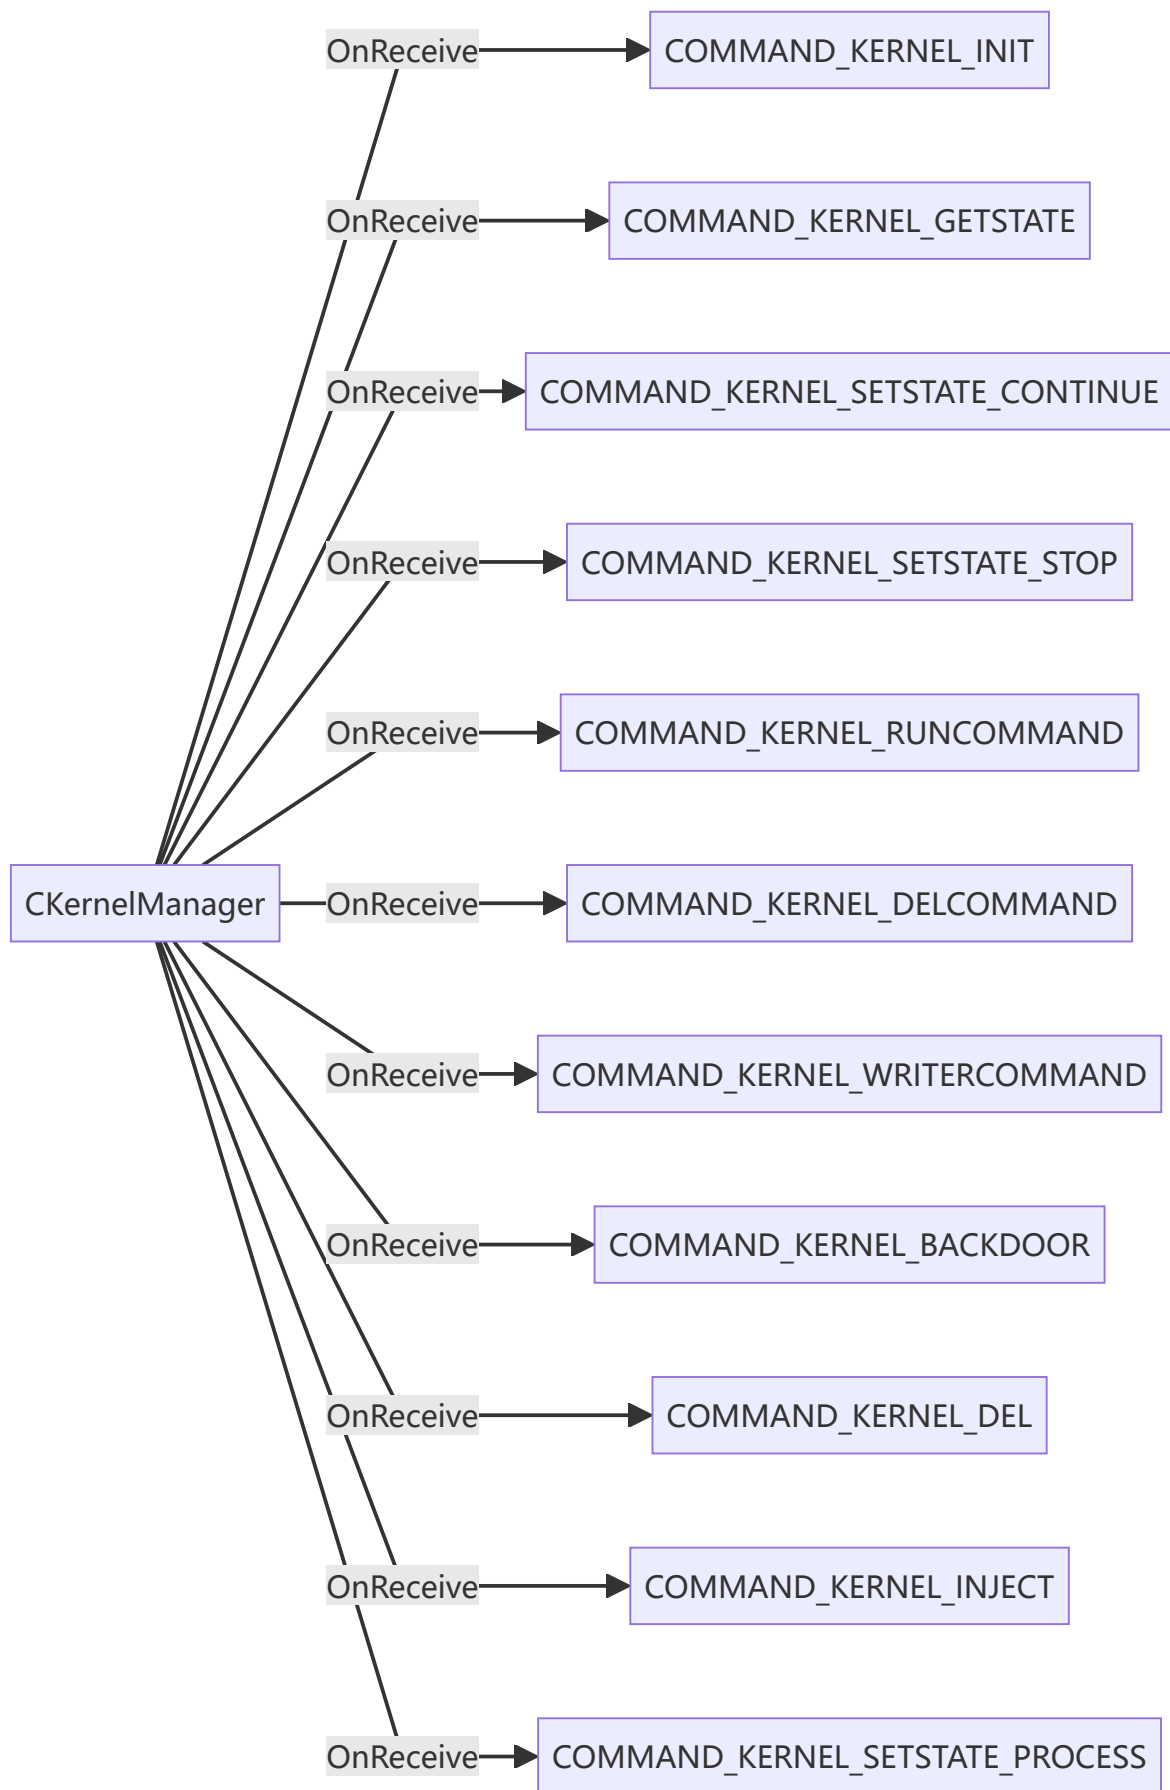 OnReceive
COMMAND_KERNEL_INIT
OnReceive
COMMAND_KERNEL_GETSTATE
OnReceive
COMMAND_KERNEL_SETSTATE_CONTINUE
OnReceive
COMMAND_KERNEL_SETSTATE_STOP
OnReceive
COMMAND_KERNEL_RUNCOMMAND
CKernelManager
OnReceive
COMMAND_KERNEL_DELCOMMAND
OnReceive
COMMAND_KERNEL_WRITERCOMMAND
OnReceive
COMMAND_KERNEL_BACKDOOR
OnReceive
COMMAND_KERNEL_DEL
OnReceive
COMMAND_KERNEL_INJECT
OnReceive
COMMAND_KERNEL_SETSTATE_PROCESS